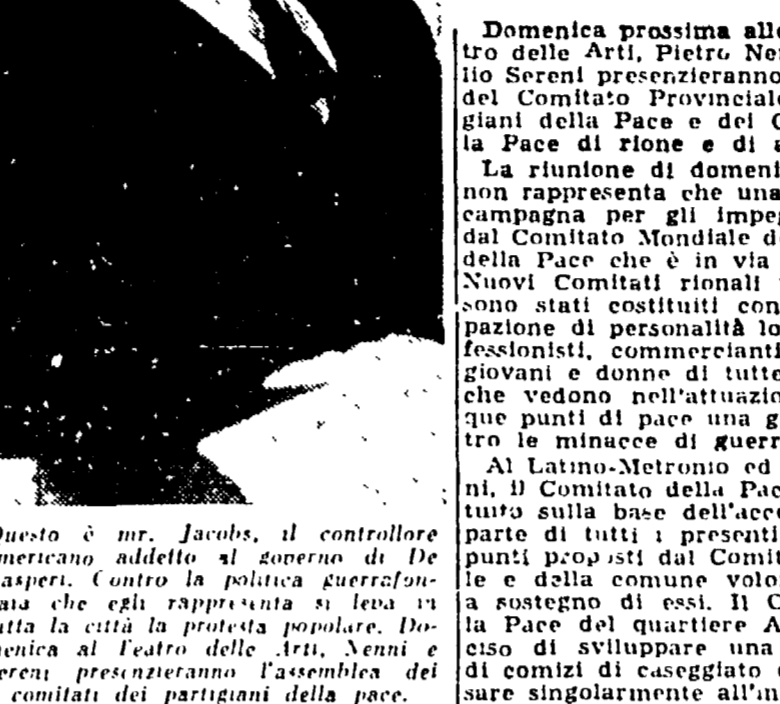 Questo è mr. Jacobs, il controllore
mericano addetto al governo di De
asperi. Contro la politica guerrafon-
aia che egli rappresenta si leva in
utta la città la protesta popolare. Do-
enica al Teatro delle Arti, Nenni e
ereni presenzieranno l'assemblea dei
comitati dei partigiani della pace.
Domenica prossima alle
tro delle Arti, Pietro Ne
lio Sereni presenzieranno
del Comitato Provinciale
giani della Pace e dei C
la Pace di rione e di a
La riunione di domeni
non rappresenta che una
campagna per gli impeg
dal Comitato Mondiale d
della Pace che è in via
Nuovi Comitati rionali
sono stati costituiti con
pazione di personalità lo
fessionisti, commercianti
giovani e donne di tutte
che vedono nell'attuazio
que punti di pace una g
tro le minacce di guerr
Al Latino-Metronio ed
ni, il Comitato della Pac
tuito sulla base dell'acc
parte di tutti i presenti
punti proposti dal Comit
le e della comune volo
a sostegno di essi. Il C
la Pace del quartiere A
ciso di sviluppare una
di comizi di caseggiato
sare singolarmente all'in